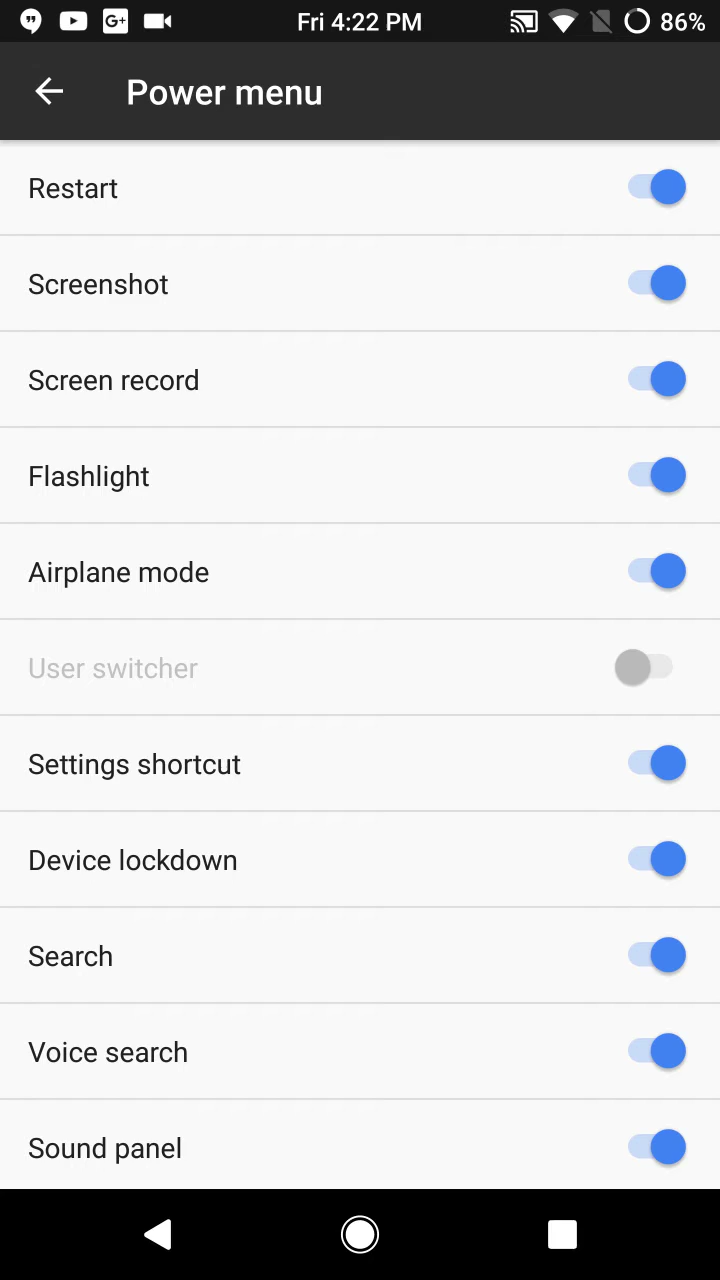 G+ Fri 4:22 PM 86%
Power menu
Restart
Screenshot
Screen record
Flashlight
Airplane mode
User switcher
Settings shortcut
Device lockdown
Search
Voice search
Sound panel